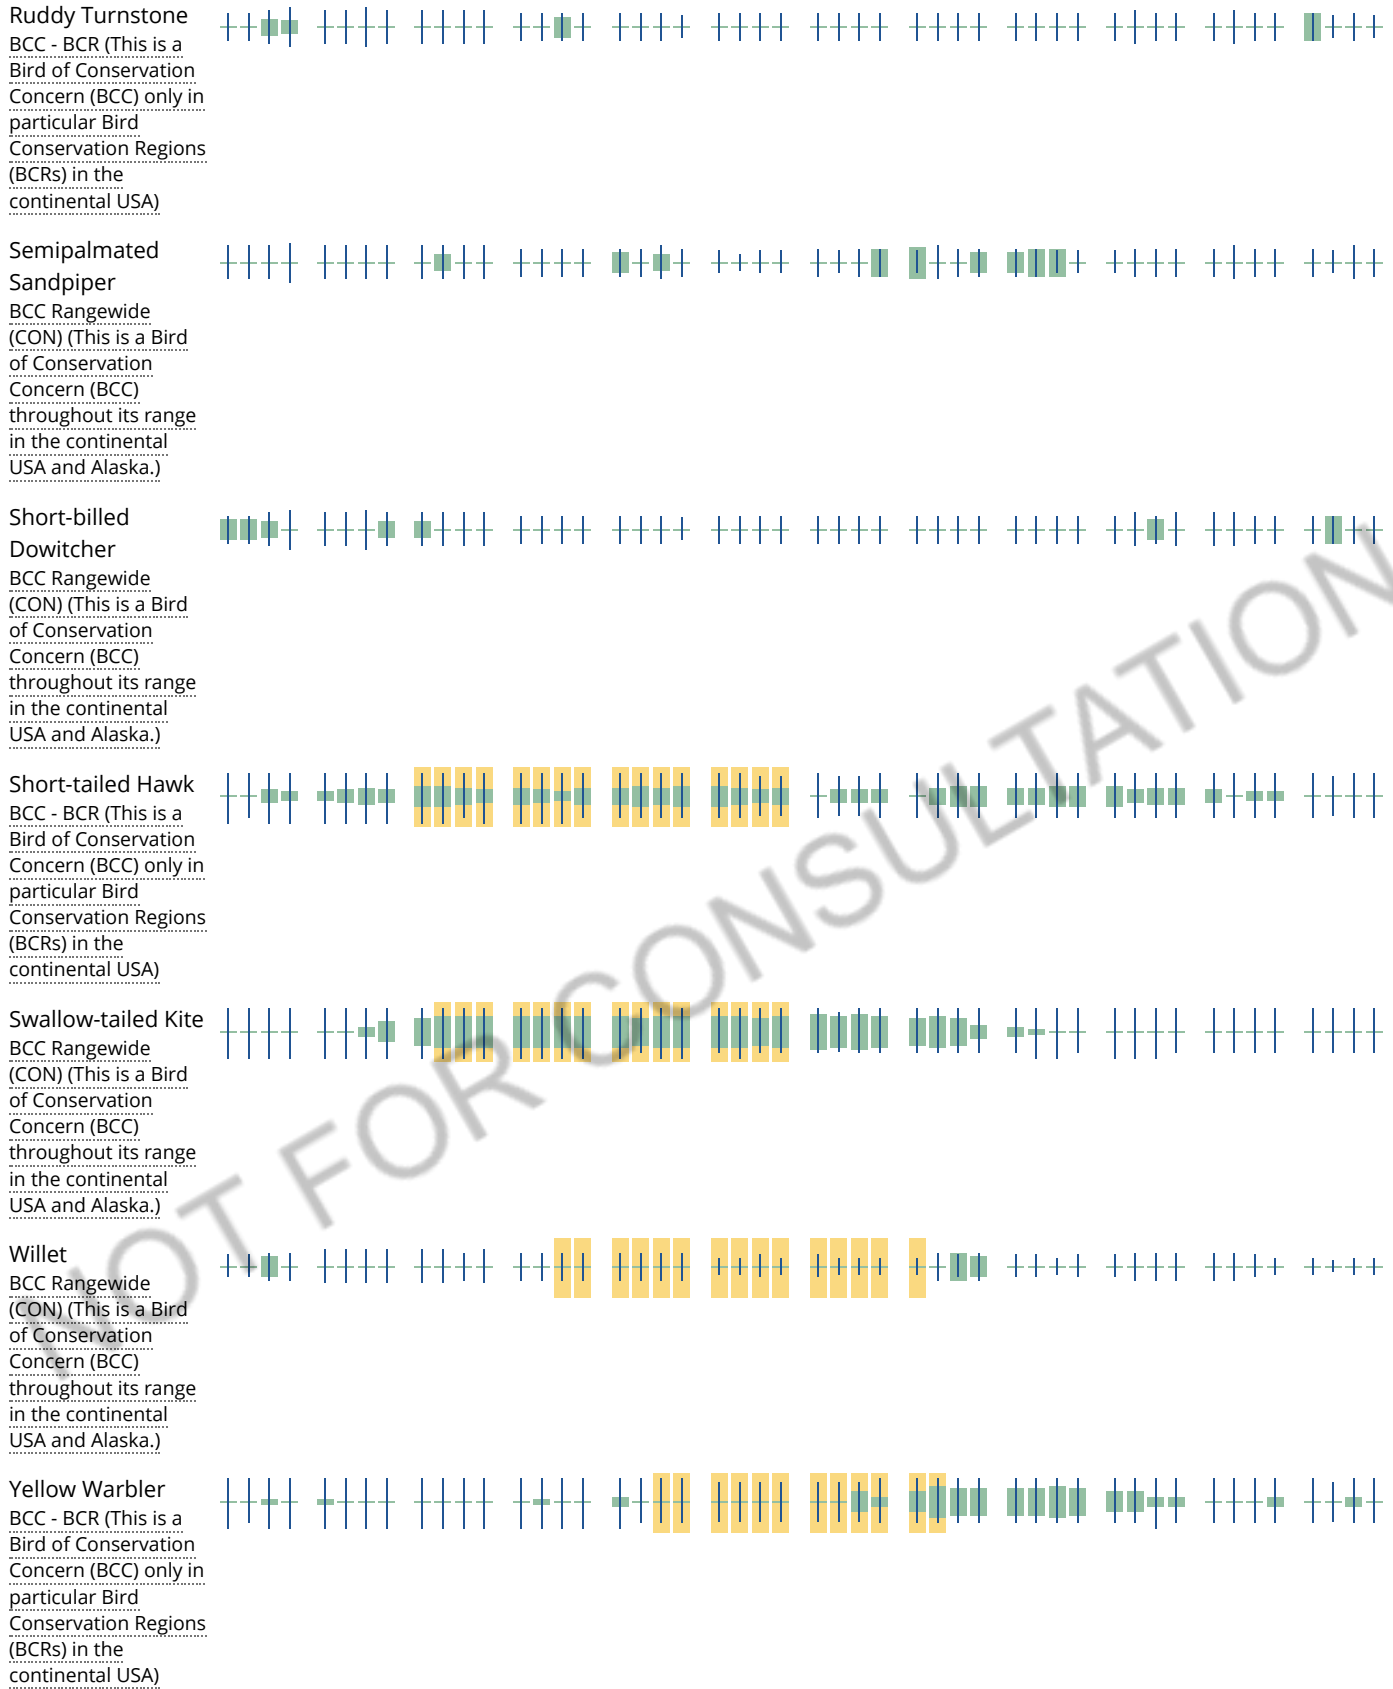 Ruddy Turnstone
BCC - BCR (This is a
Bird of Conservation
Concern (BCC) only in
particular Bird
Conservation Regions
(BCRs) in the
continental USA)
Semipalmated
Sandpiper
BCC Rangewide
(CON) (This is a Bird
of Conservation
Concern (BCC)
throughout its range
in the continental
USA and Alaska.)
Short-billed
Dowitcher
BCC Rangewide
(CON) (This is a Bird
of Conservation
Concern (BCC)
throughout its range
in the continental
USA and Alaska.)
Short-tailed Hawk
BCC - BCR (This is a
Bird of Conservation
Concern (BCC) only in
particular Bird
Conservation Regions
(BCRs) in the
continental USA)
Swallow-tailed Kite
BCC Rangewide
(CON) (This is a Bird
of Conservation
Concern (BCC)
throughout its range
in the continental
USA and Alaska.)
Willet
BCC Rangewide
(CON) (This is a Bird
of Conservation
Concern (BCC)
throughout its range
in the continental
USA and Alaska.)
Yellow Warbler
BCC - BCR (This is a
Bird of Conservation
Concern (BCC) only in
particular Bird
Conservation Regions
(BCRs) in the
continental USA)
NOT FOR CONSULTATION